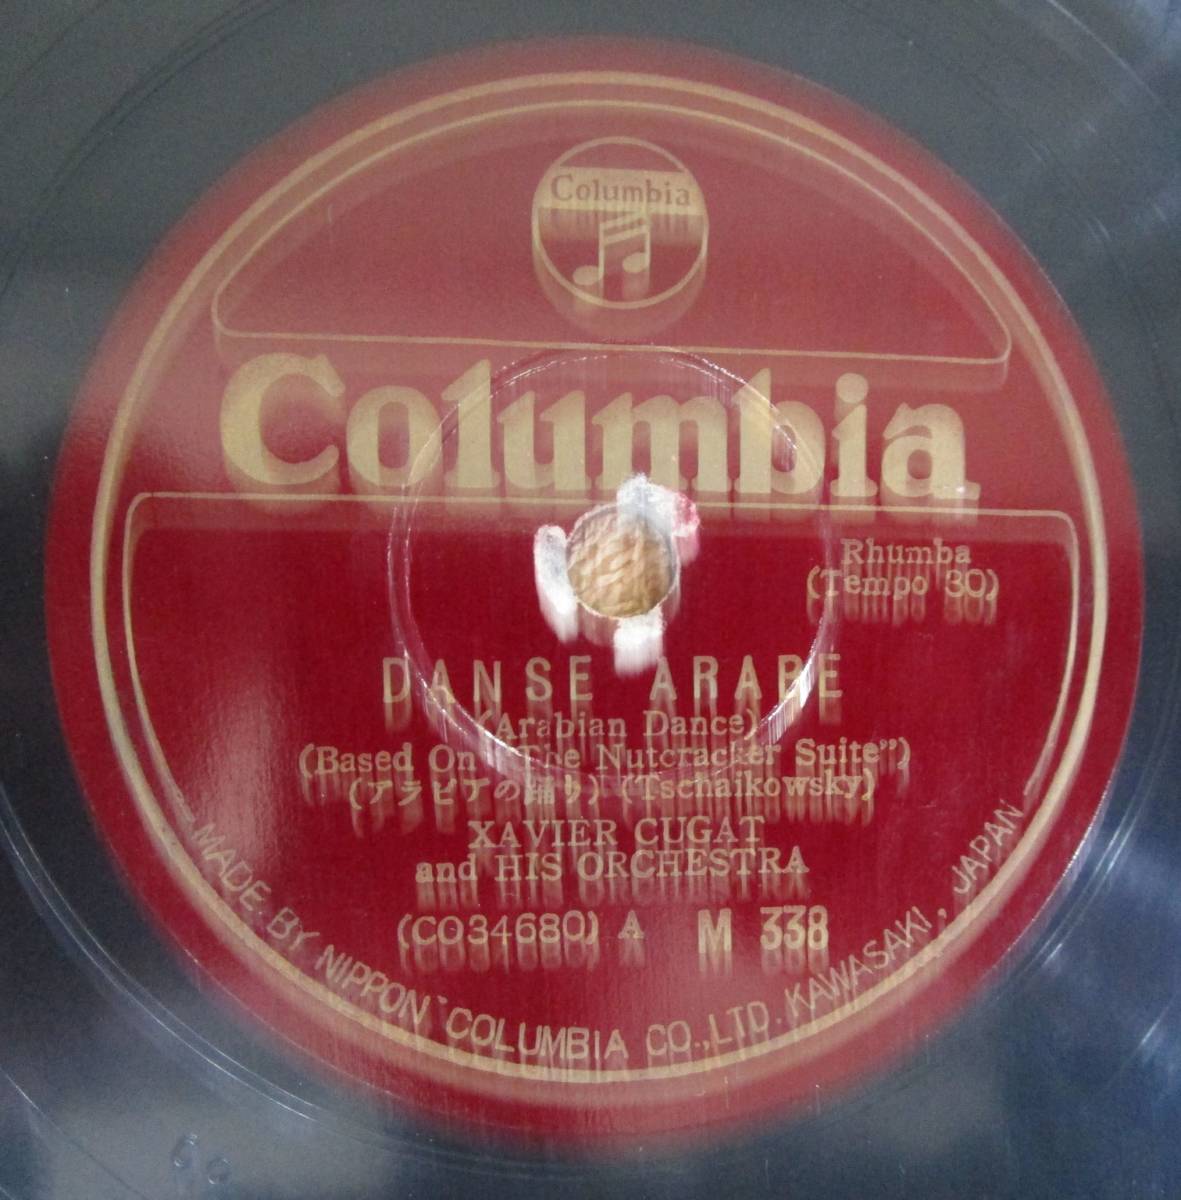 Columbia
Columbia
Rhumba
(Tempo 30)
DANSE ARABE
(Arabian Dance)
(Based On "The Nutcracker Suite")
(アラビアの踊り) (Tschaikowsky)
XAVIER CUGAT
and HIS ORCHESTRA
(CO34680) A M 338
MADE BY NIPPON COLUMBIA CO., LTD. KAWASAKI, JAPAN